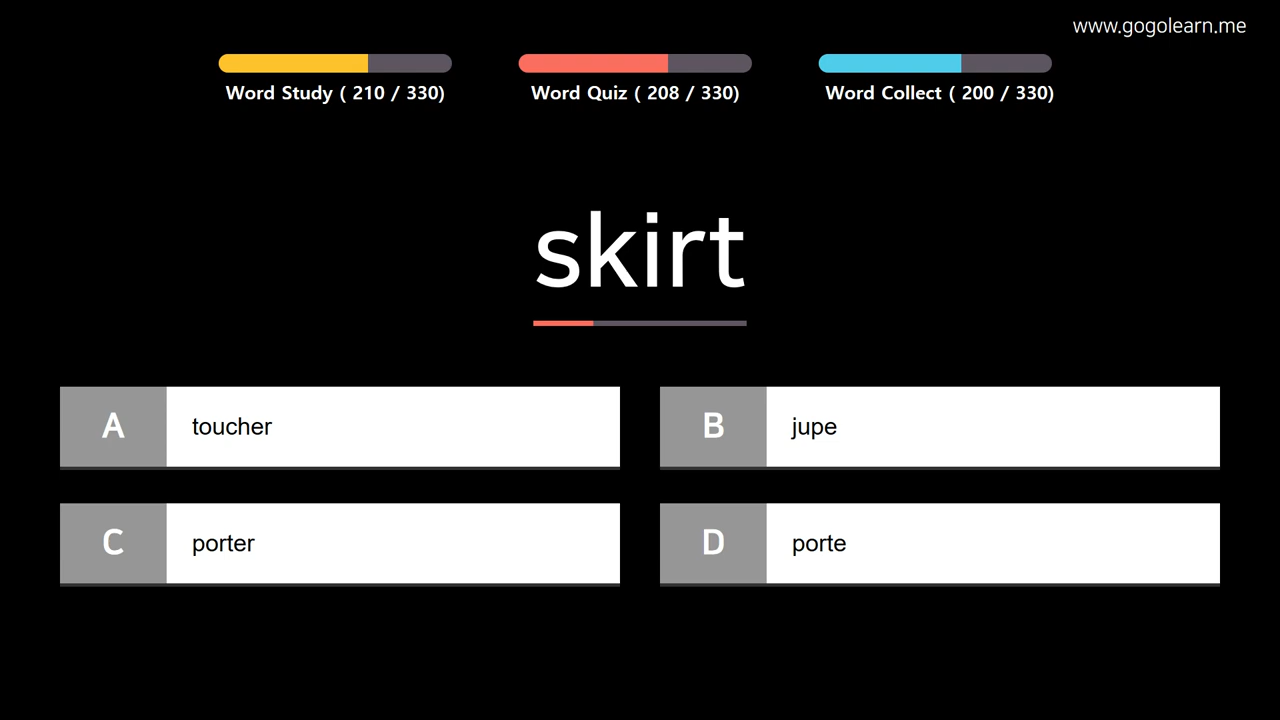 www.gogolearn.me
Word Study ( 210 / 330)
Word Quiz ( 208 / 330)
Word Collect ( 200 / 330)
skirt
A toucher
B jupe
C porter
D porte